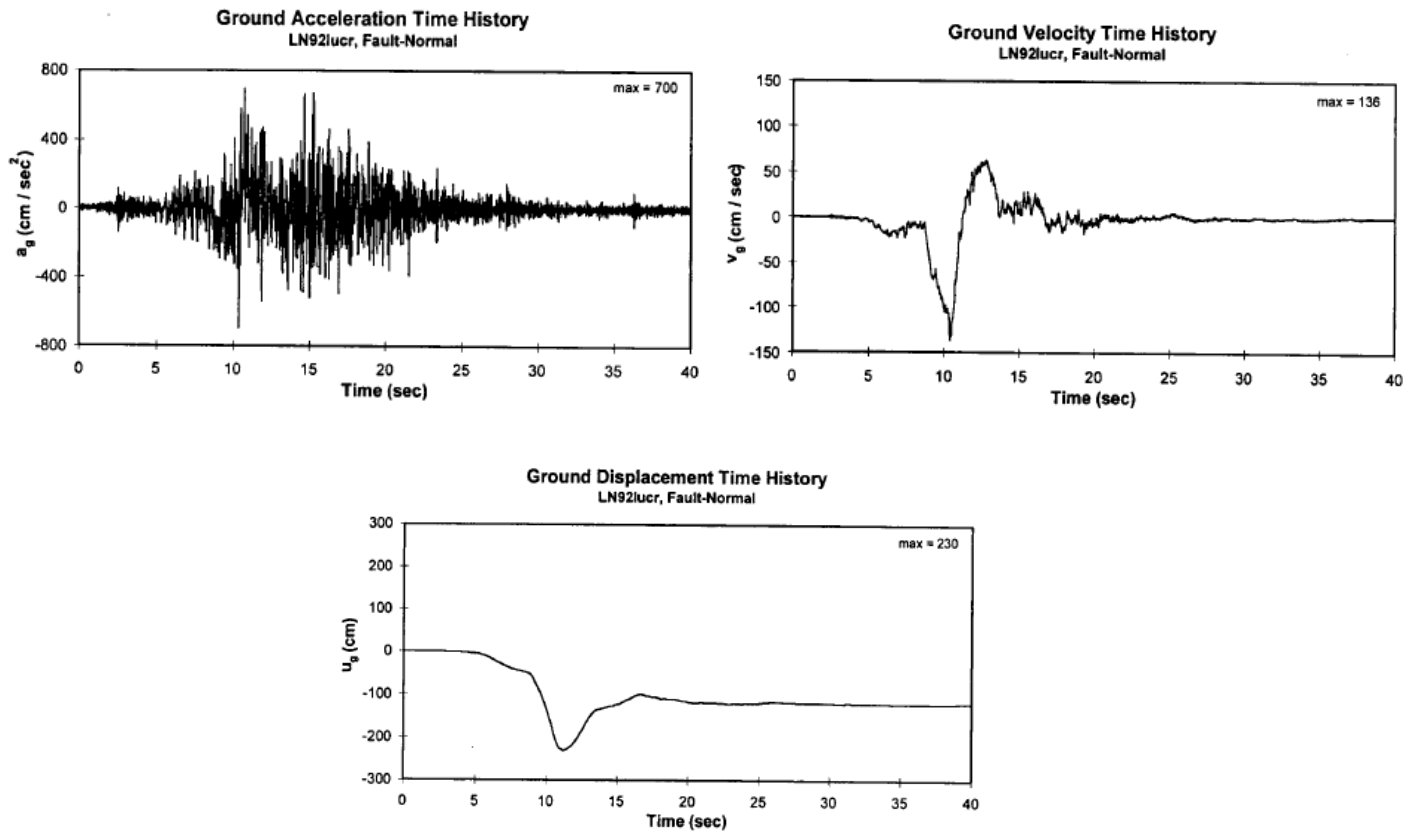 Ground Acceleration Time History
LN92lucr, Fault-Normal
max = 700
a_g (cm / sec²)
800
400
0
-400
-800
0 5 10 15 20 25 30 35 40
Time (sec)
Ground Velocity Time History
LN92lucr, Fault-Normal
max = 136
v_g (cm / sec)
150
100
50
0
-50
-100
-150
0 5 10 15 20 25 30 35 40
Time (sec)
Ground Displacement Time History
LN92lucr, Fault-Normal
max = 230
u_g (cm)
300
200
100
0
-100
-200
-300
0 5 10 15 20 25 30 35 40
Time (sec)